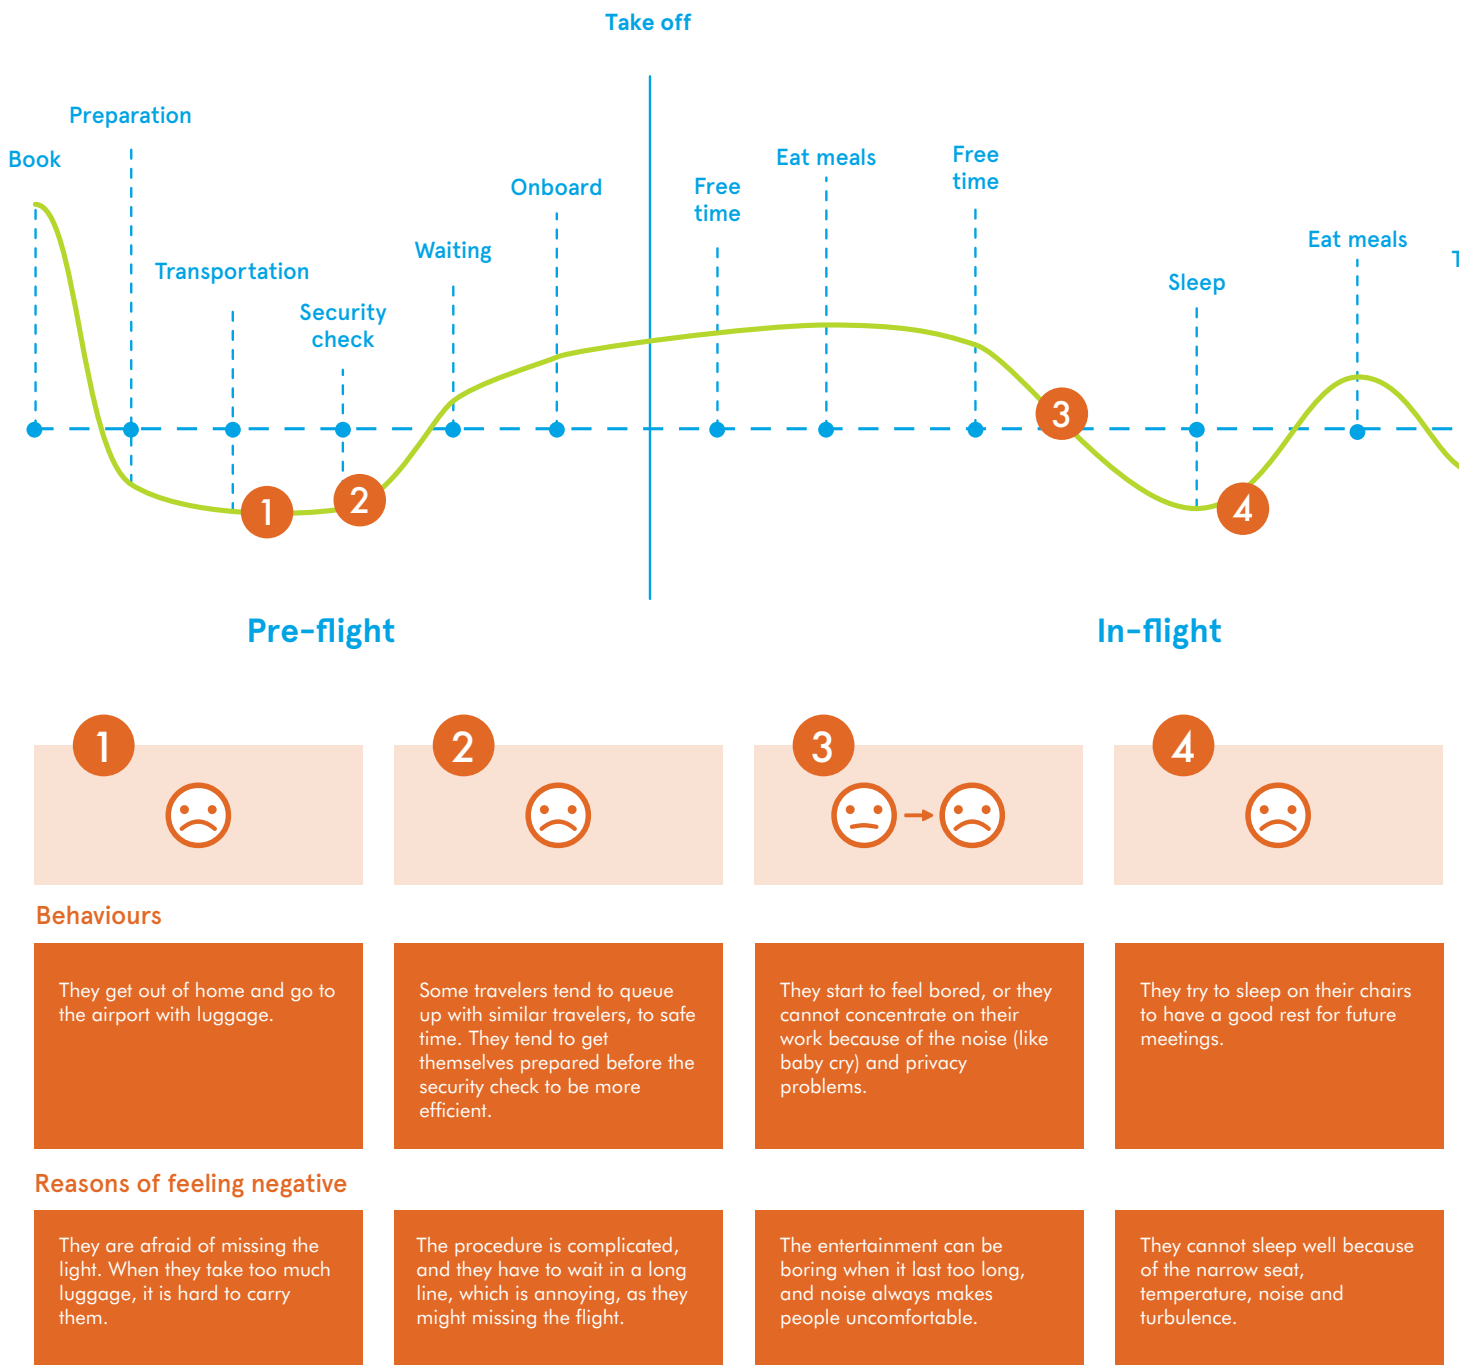 Take off
Preparation
Book
Onboard
Free
time
Eat meals
Free
time
Waiting
Transportation
Security
check
Sleep
Eat meals
T
1
2
3
4
Pre-flight
In-flight
1
2
3
4
Behaviours
They get out of home and go to
the airport with luggage.
Some travelers tend to queue
up with similar travelers, to safe
time. They tend to get
themselves prepared before the
security check to be more
efficient.
They start to feel bored, or they
cannot concentrate on their
work because of the noise (like
baby cry) and privacy
problems.
They try to sleep on their chairs
to have a good rest for future
meetings.
Reasons of feeling negative
They are afraid of missing the
light. When they take too much
luggage, it is hard to carry
them.
The procedure is complicated,
and they have to wait in a long
line, which is annoying, as they
might missing the flight.
The entertainment can be
boring when it last too long,
and noise always makes
people uncomfortable.
They cannot sleep well because
of the narrow seat,
temperature, noise and
turbulence.